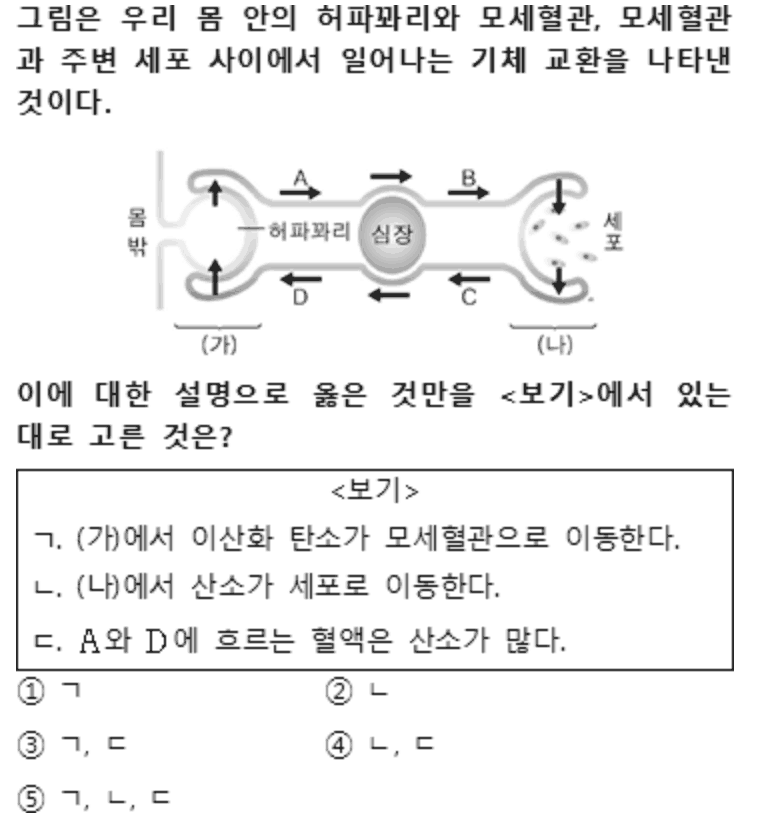 그림은 우리 몸 안의 허파꽈리와 모세혈관, 모세혈관
과 주변 세포 사이에서 일어나는 기체 교환을 나타낸
것이다.
A
B
몸
밖
허파꽈리
심장
세
포
D
C
(가)
(나)
이에 대한 설명으로 옳은 것만을 <보기>에서 있는
대로 고른 것은?
<보기>
ㄱ. (가)에서 이산화 탄소가 모세혈관으로 이동한다.
ㄴ. (나)에서 산소가 세포로 이동한다.
ㄷ. A와 D에 흐르는 혈액은 산소가 많다.
① ㄱ ② ㄴ
③ ㄱ, ㄷ ④ ㄴ, ㄷ
⑤ ㄱ, ㄴ, ㄷ